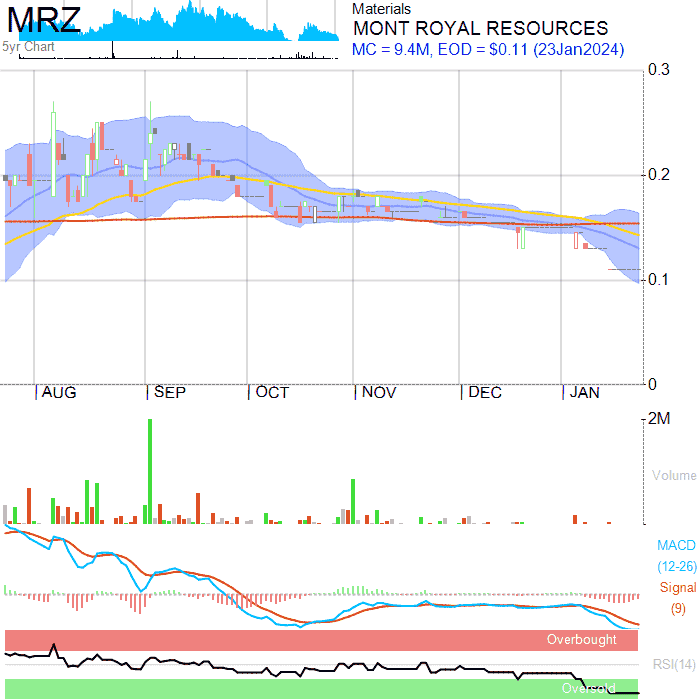 MRZ
5yr Chart
Materials
MONT ROYAL RESOURCES
MC = 9.4M, EOD = $0.11 (23Jan2024)
0.3
0.2
0.1
0
AUG
SEP
OCT
NOV
DEC
JAN
2M
Volume
MACD
(12-26)
Signal
(9)
Overbought
RSI(14)
Oversold